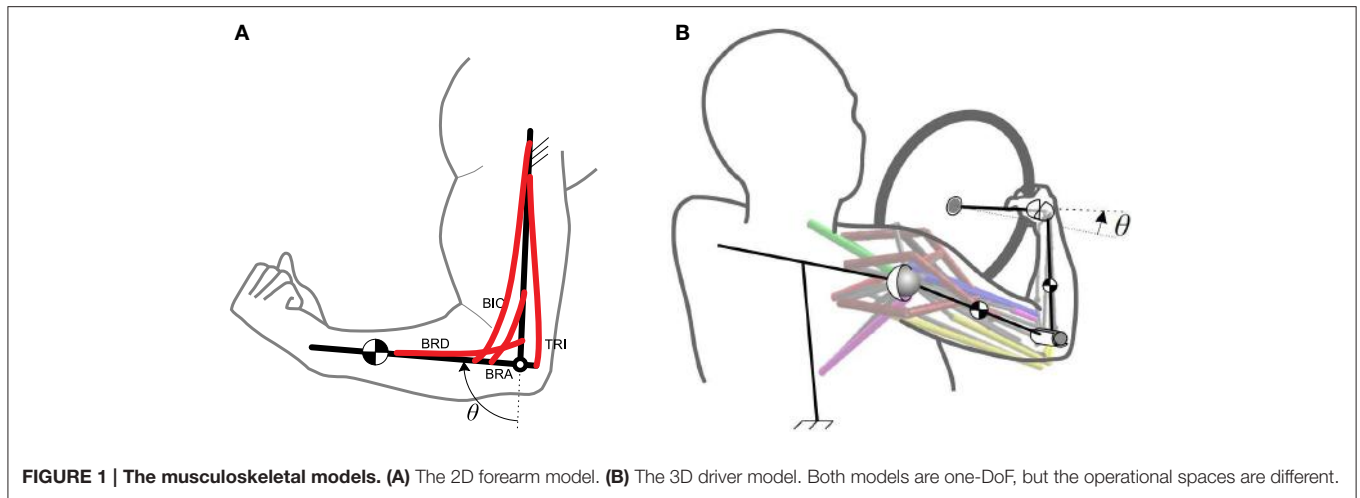 A
B
BIC
BRD
TRI
BRA
θ
θ
FIGURE 1 | The musculoskeletal models. (A) The 2D forearm model. (B) The 3D driver model. Both models are one-DoF, but the operational spaces are different.